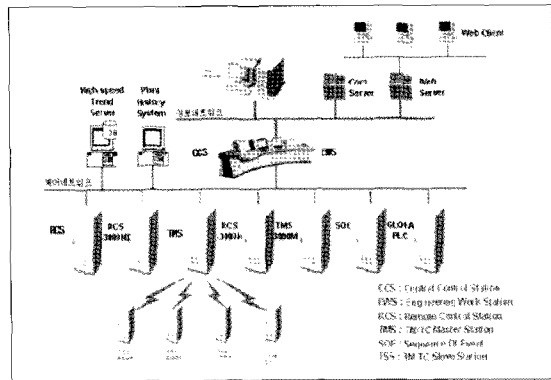 Web Client
High-speed
Trend
Server
Plant
History
System
Com
Server
Web
Server
정보네트워크
CCS
EWS
제어네트워크
RCS
RCS
TMS
RCS
TMS
SOE
GLOFA
PLC
CCS : Central Control Station
EWS : Engineering Work Station
RCS : Remote Control Station
TMS : TM/TC Master Station
SOE : Sequence Of Event
TSS : TM/TC Slave Station